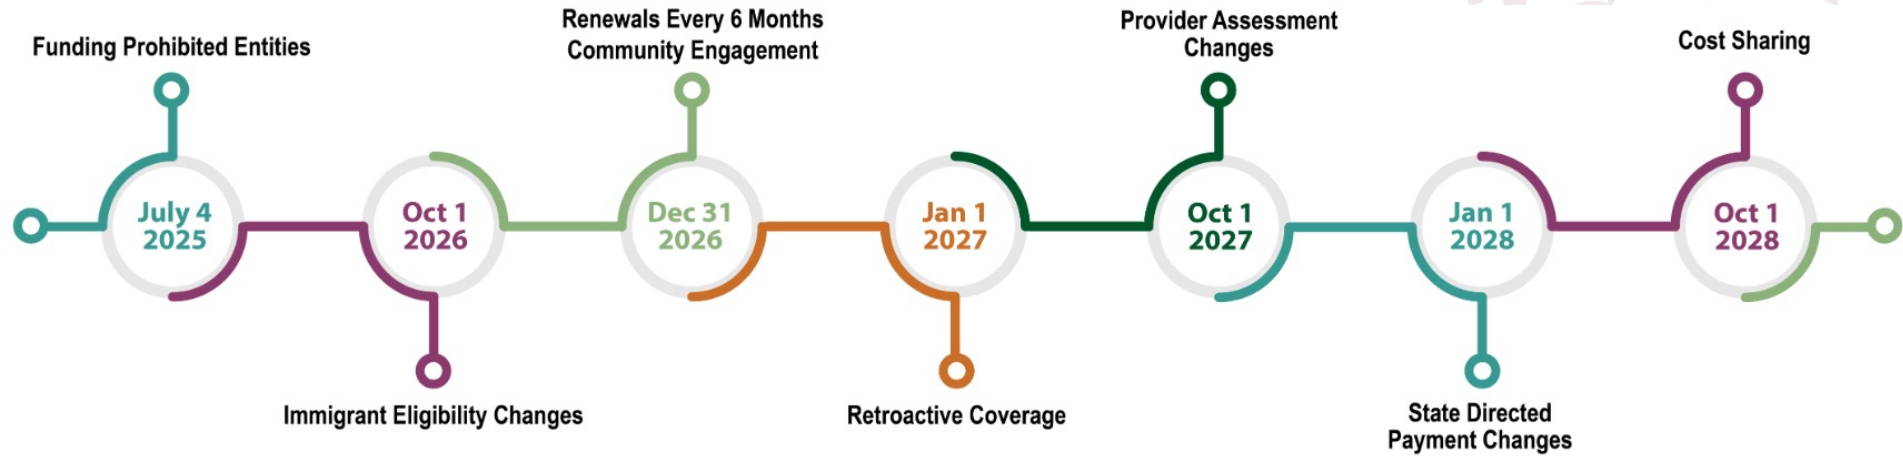 Funding Prohibited Entities
July 4
2025
Oct 1
2026
Immigrant Eligibility Changes
Renewals Every 6 Months
Community Engagement
Dec 31
2026
Jan 1
2027
Retroactive Coverage
Provider Assessment
Changes
Oct 1
2027
Jan 1
2028
State Directed
Payment Changes
Cost Sharing
Oct 1
2028